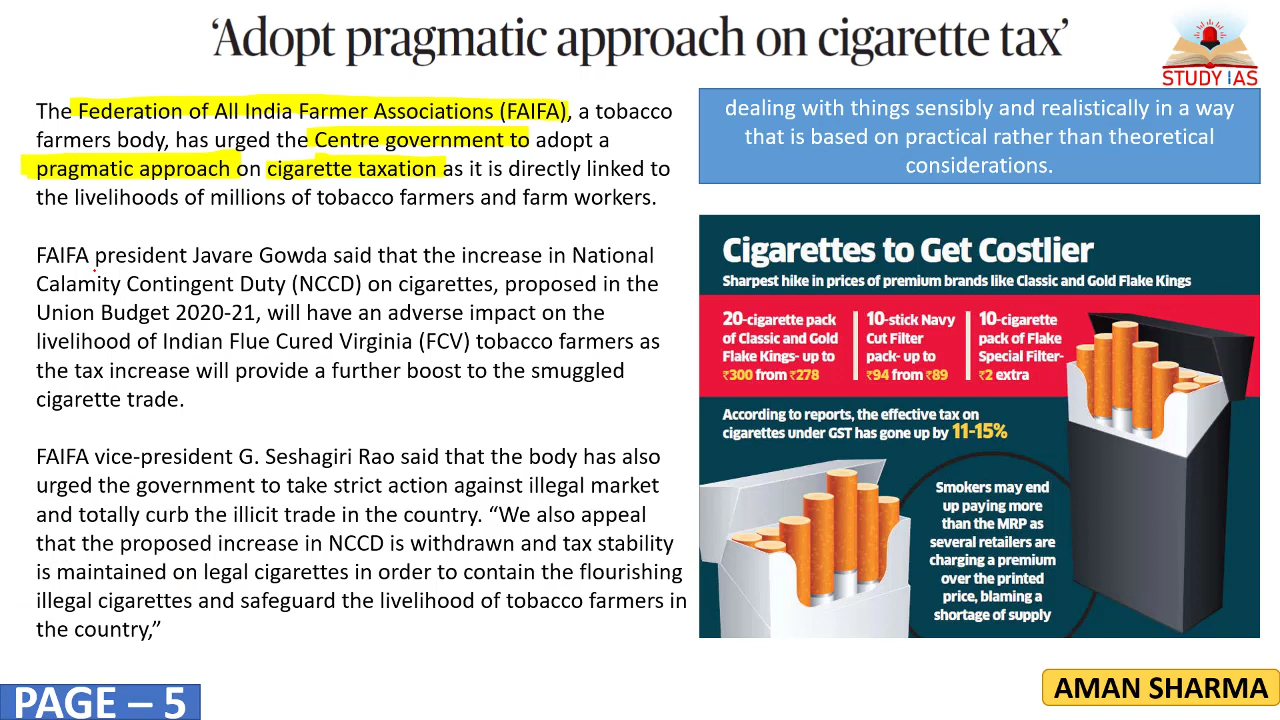 ‘Adopt pragmatic approach on cigarette tax’
STUDY IAS
The Federation of All India Farmer Associations (FAIFA), a tobacco
farmers body, has urged the Centre government to adopt a
pragmatic approach on cigarette taxation as it is directly linked to
the livelihoods of millions of tobacco farmers and farm workers.
FAIFA president Javare Gowda said that the increase in National
Calamity Contingent Duty (NCCD) on cigarettes, proposed in the
Union Budget 2020-21, will have an adverse impact on the
livelihood of Indian Flue Cured Virginia (FCV) tobacco farmers as
the tax increase will provide a further boost to the smuggled
cigarette trade.
FAIFA vice-president G. Seshagiri Rao said that the body has also
urged the government to take strict action against illegal market
and totally curb the illicit trade in the country. “We also appeal
that the proposed increase in NCCD is withdrawn and tax stability
is maintained on legal cigarettes in order to contain the flourishing
illegal cigarettes and safeguard the livelihood of tobacco farmers in
the country,”
dealing with things sensibly and realistically in a way
that is based on practical rather than theoretical
considerations.
Cigarettes to Get Costlier
Sharpest hike in prices of premium brands like Classic and Gold Flake Kings
20-cigarette pack
of Classic and Gold
Flake Kings- up to
₹300 from ₹278
10-stick Navy
Cut Filter
pack- up to
₹94 from ₹89
10-cigarette
pack of Flake
Special Filter-
₹2 extra
According to reports, the effective tax on
cigarettes under GST has gone up by 11-15%
Smokers may end
up paying more
than the MRP as
several retailers are
charging a premium
over the printed
price, blaming a
shortage of supply
PAGE – 5
AMAN SHARMA